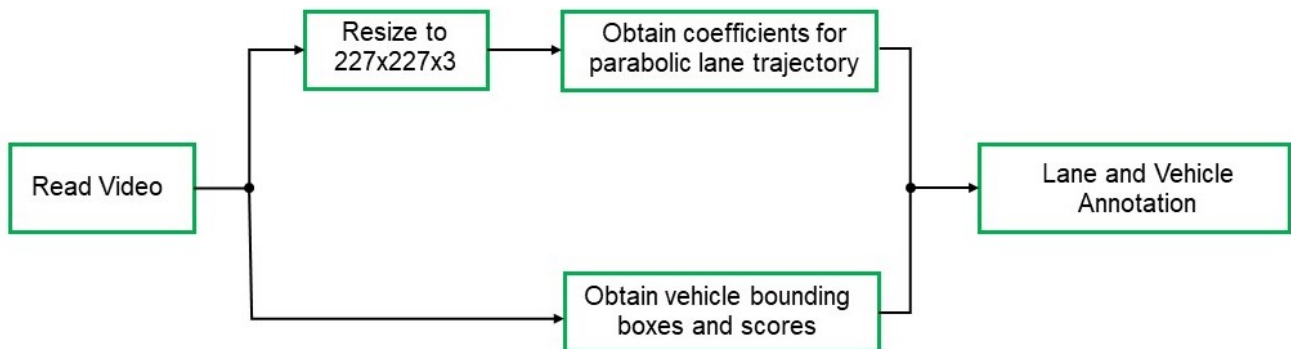 Resize to
227x227x3
Obtain coefficients for
parabolic lane trajectory
Read Video
Lane and Vehicle
Annotation
Obtain vehicle bounding
boxes and scores